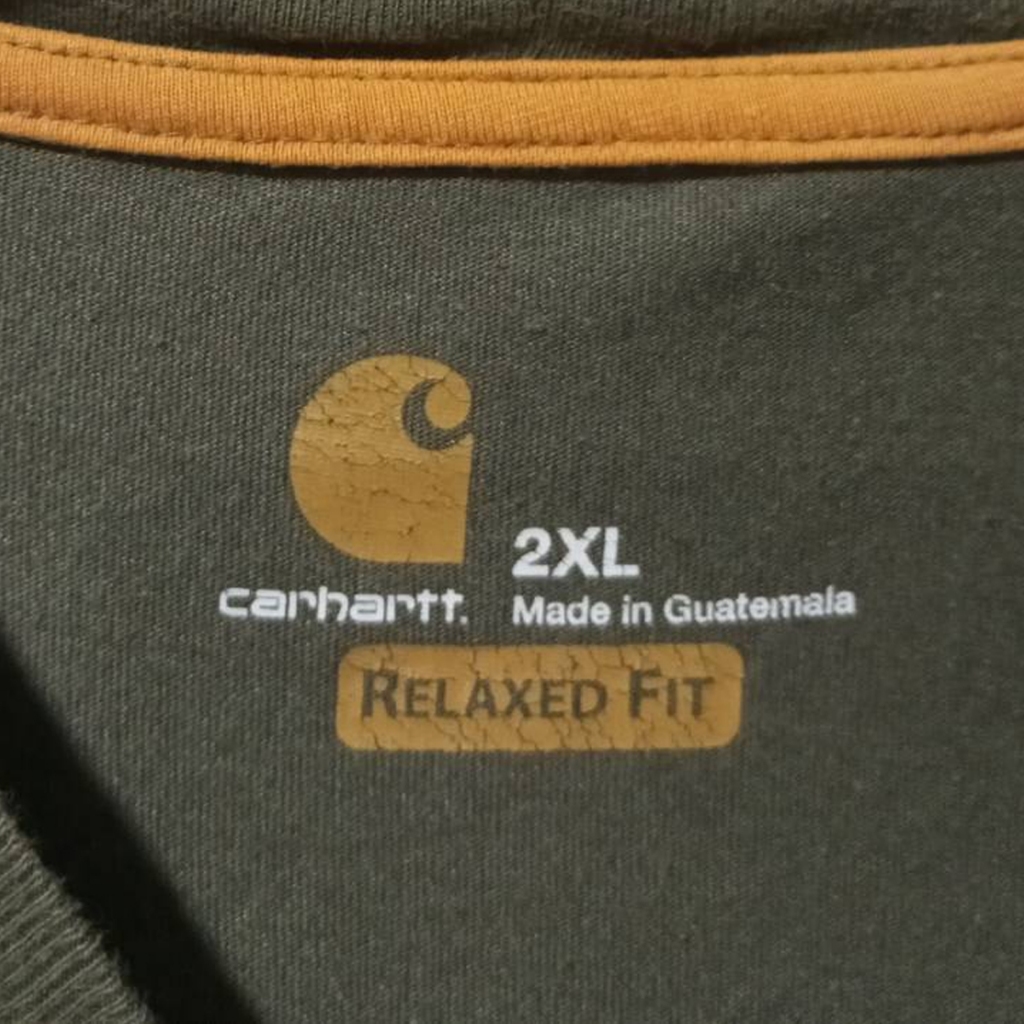 2XL
carhartt.
Made in Guatemala
RELAXED FIT